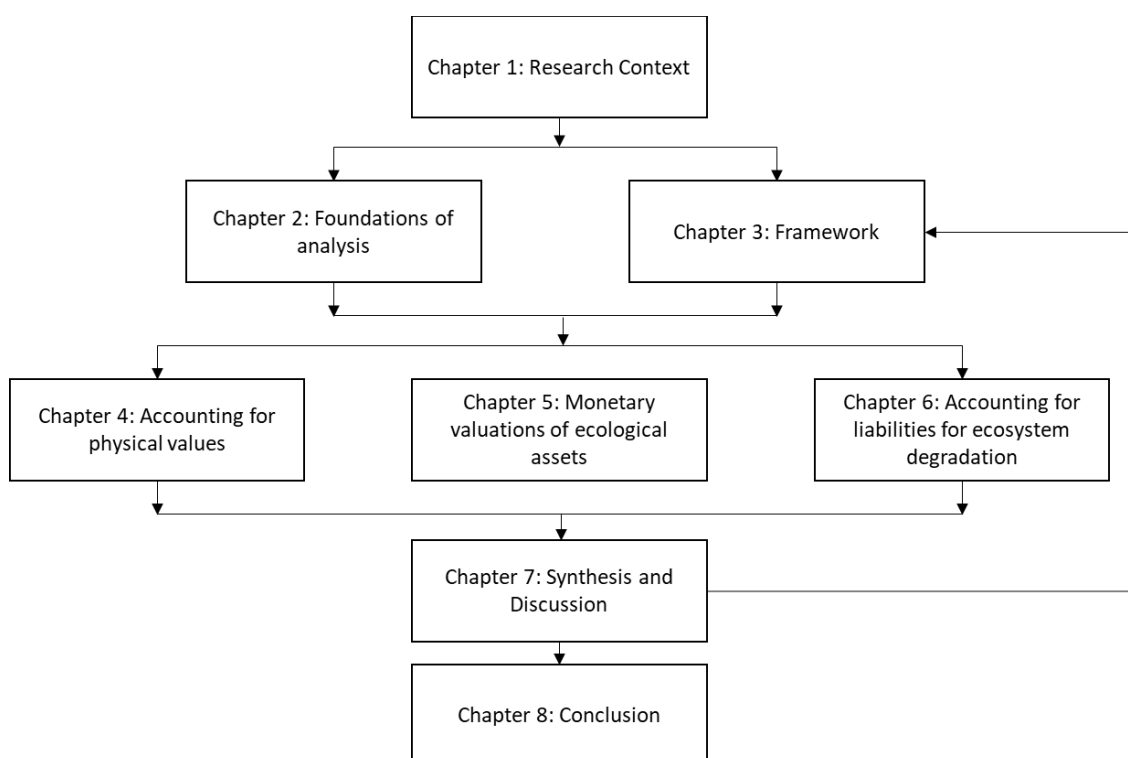 Chapter 1: Research Context
Chapter 2: Foundations of
analysis
Chapter 3: Framework
Chapter 4: Accounting for
physical values
Chapter 5: Monetary
valuations of ecological
assets
Chapter 6: Accounting for
liabilities for ecosystem
degradation
Chapter 7: Synthesis and
Discussion
Chapter 8: Conclusion